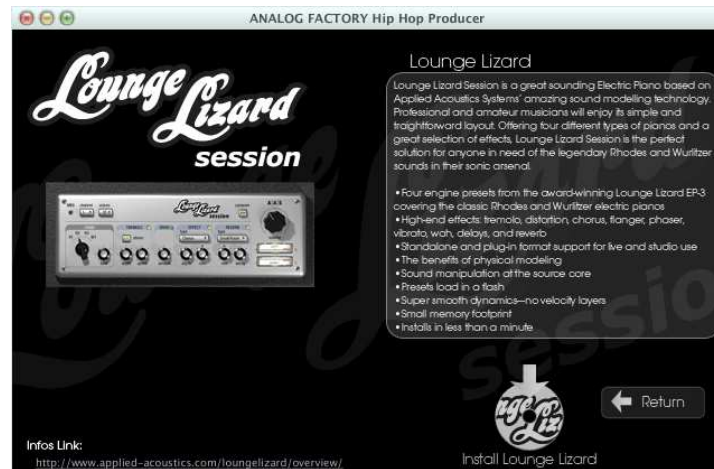 ANALOG FACTORY Hip Hop Producer
Lounge Lizard
session
Lounge Lizard
Lounge Lizard Session is a great sounding Electric Piano based on
Applied Acoustics Systems' amazing sound modelling technology.
Professional and amateur musicians will enjoy its simple and
traightforward layout. Offering four different types of pianos and a
great selection of effects, Lounge Lizard Session is the perfect
solution for anyone in need of the legendary Rhodes and Wurlitzer
sounds in their sonic arsenal.
•Four engine presets from the award-winning Lounge Lizard EP-3
covering the classic Rhodes and Wurlitzer electric pianos
•High-end effects: tremolo, distortion, chorus, flanger, phaser,
vibrato, wah, delays, and reverb
•Standalone and plug-in format support for live and studio use
•The benefits of physical modeling
•Sound manipulation at the source core
•Presets load in a flash
•Super smooth dynamics—no velocity layers
•Small memory footprint
•Installs in less than a minute
Lounge Lizard
session
session
Return
Install Lounge Lizard
Infos Link:
http://www.applied-acoustics.com/loungelizard/overview/